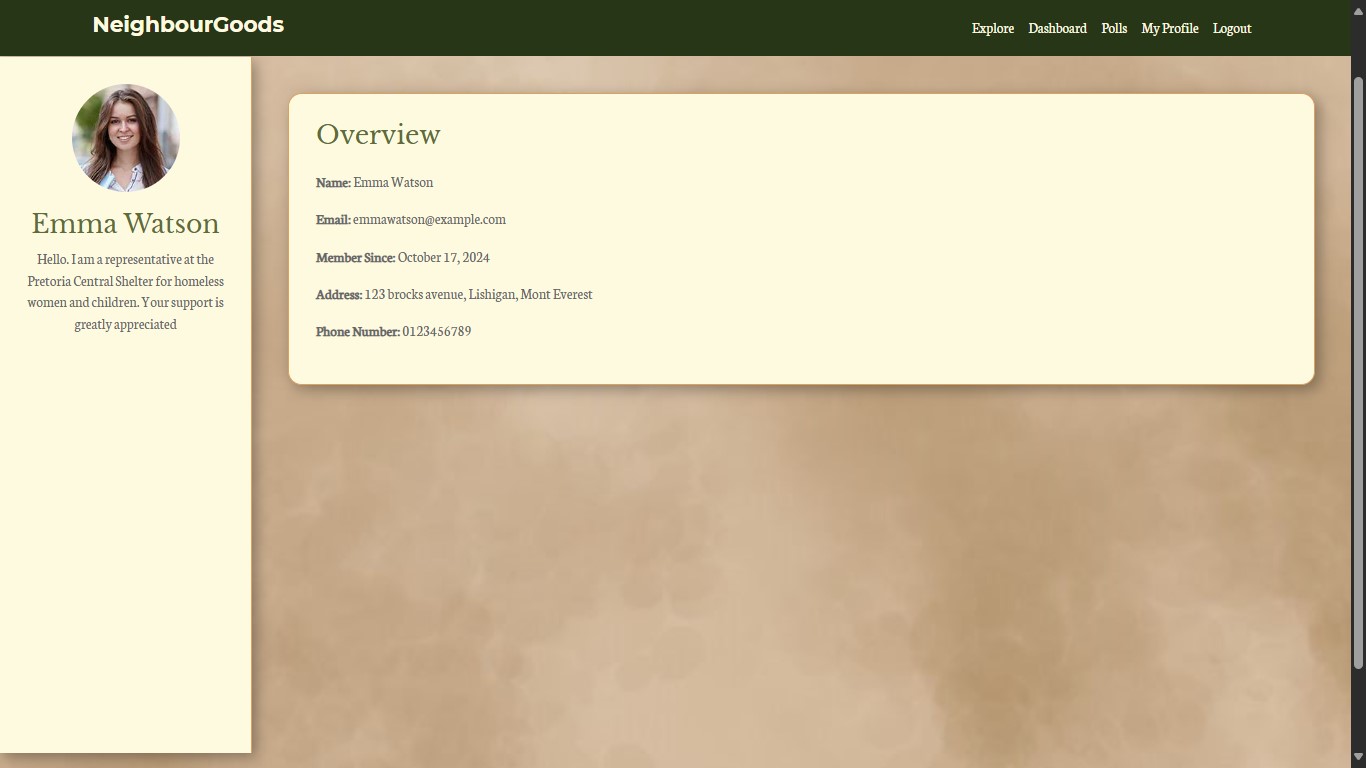 NeighbourGoods
Explore Dashboard Polls My Profile Logout
Emma Watson
Hello. I am a representative at the
Pretoria Central Shelter for homeless
women and children. Your support is
greatly appreciated
Overview
Name: Emma Watson
Email: emmawatson@example.com
Member Since: October 17, 2024
Address: 123 brocks avenue, Lishigan, Mont Everest
Phone Number: 0123456789